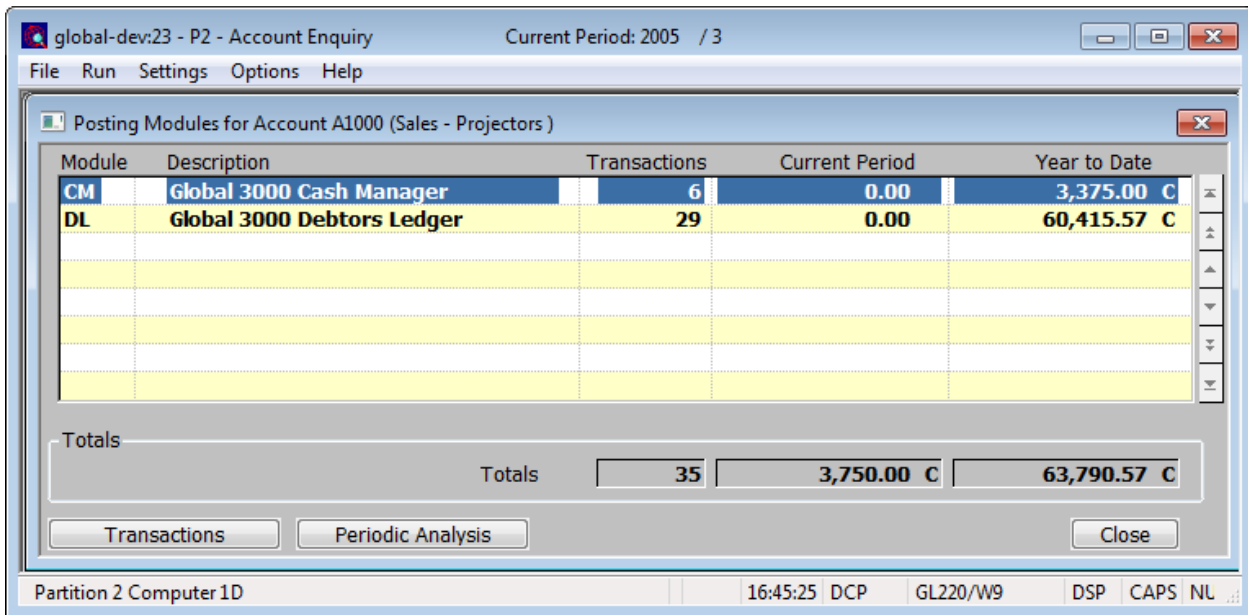 global-dev:23 - P2 - Account Enquiry Current Period: 2005 / 3
File Run Settings Options Help
Posting Modules for Account A1000 (Sales - Projectors )
Module Description Transactions Current Period Year to Date
CM Global 3000 Cash Manager 6 0.00 3,375.00 C
DL Global 3000 Debtors Ledger 29 0.00 60,415.57 C
Totals
Totals 35 3,750.00 C 63,790.57 C
Transactions Periodic Analysis Close
Partition 2 Computer 1D 16:45:25 DCP GL220/W9 DSP CAPS NU